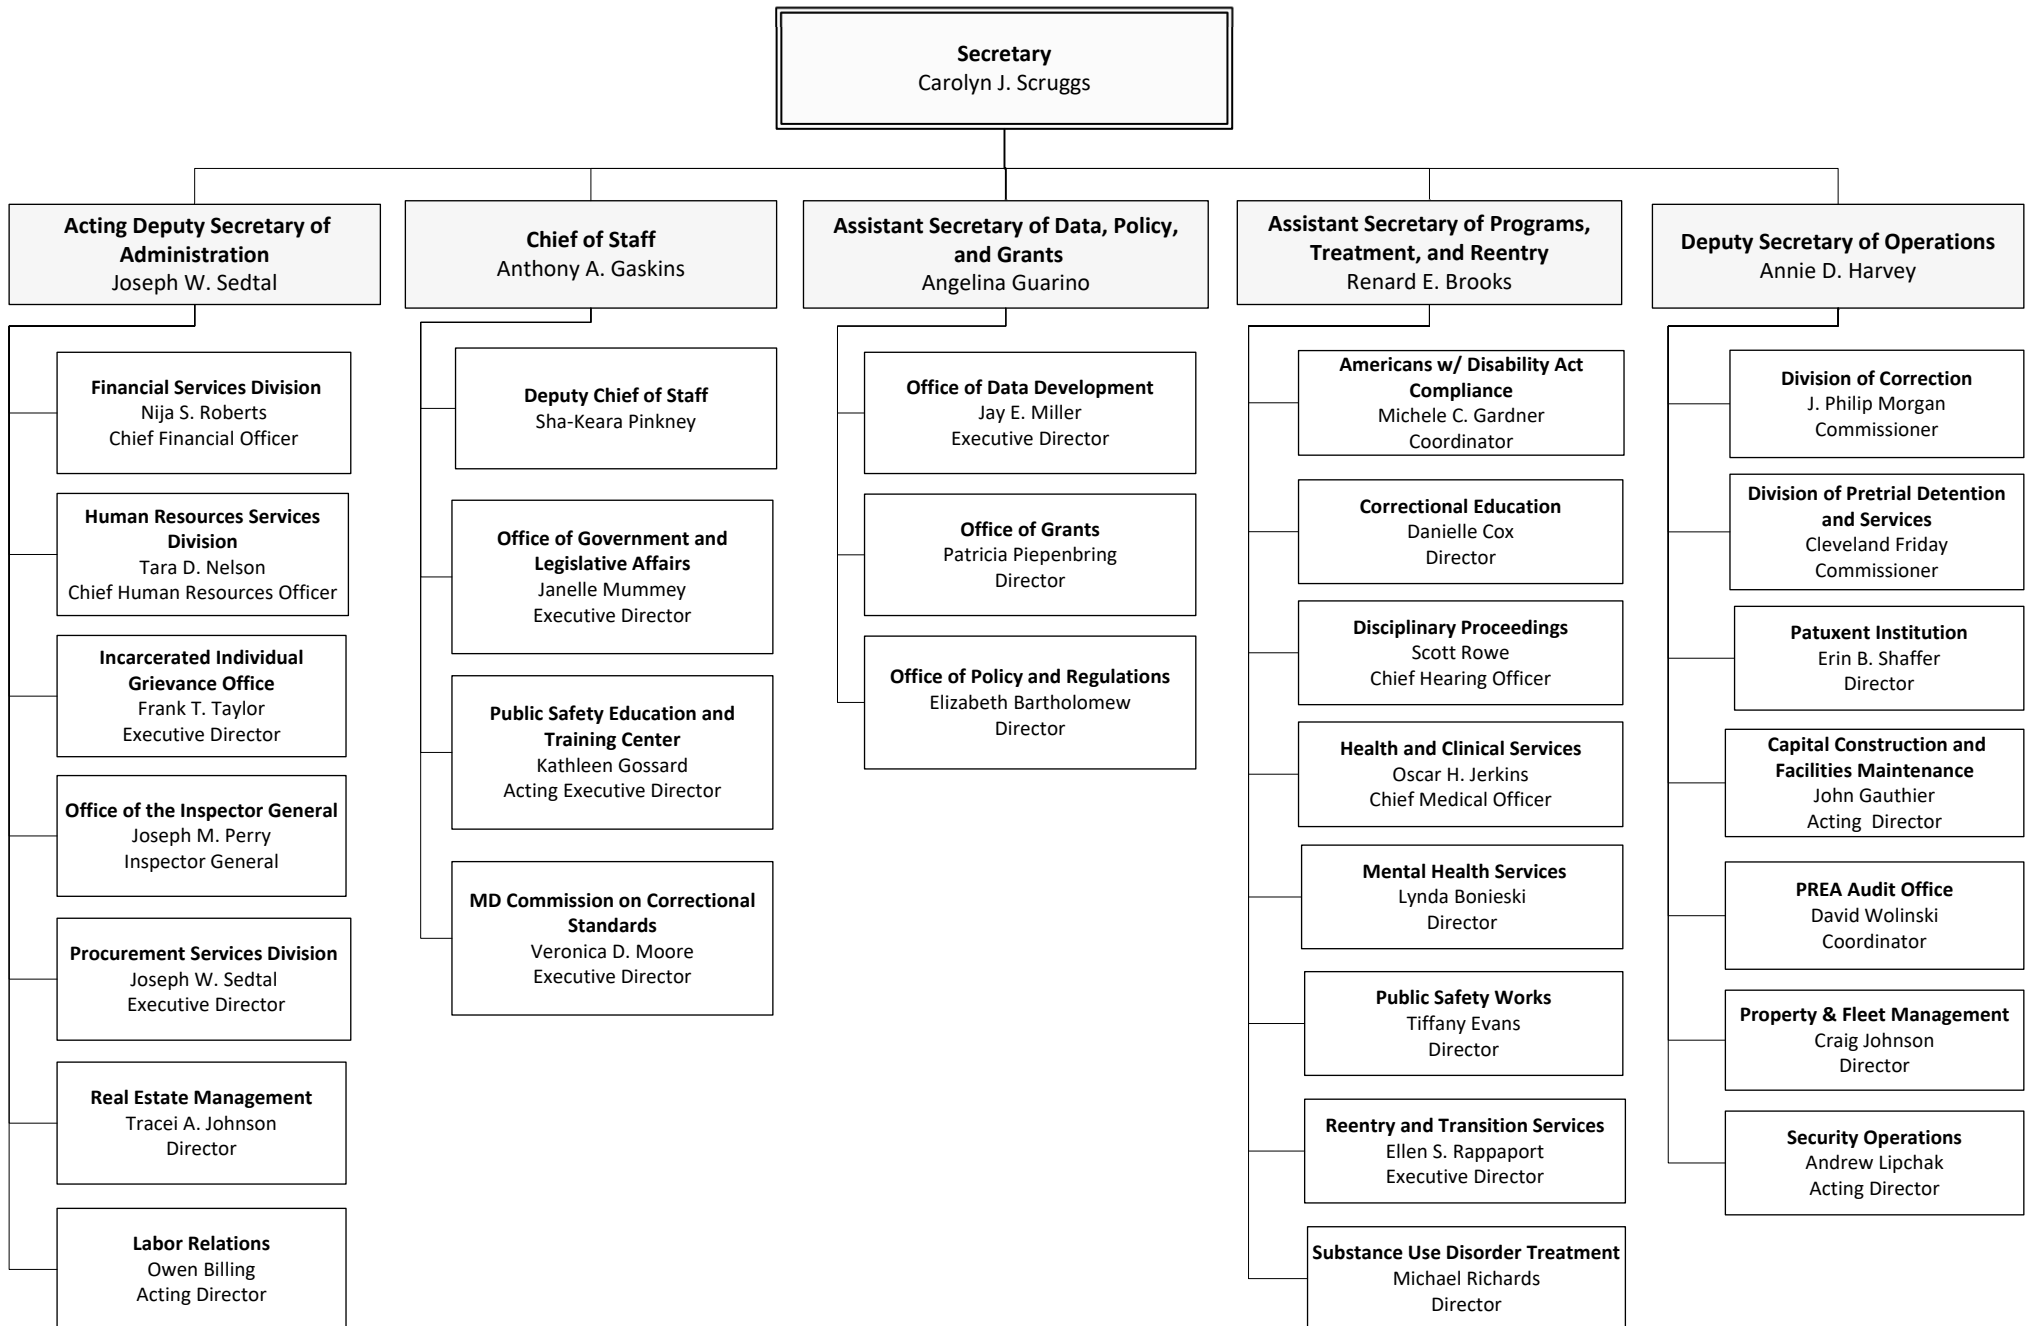 Secretary
Carolyn J. Scruggs
Acting Deputy Secretary of
Administration
Joseph W. Sedtal
Financial Services Division
Nija S. Roberts
Chief Financial Officer
Human Resources Services
Division
Tara D. Nelson
Chief Human Resources Officer
Incarcerated Individual
Grievance Office
Frank T. Taylor
Executive Director
Office of the Inspector General
Joseph M. Perry
Inspector General
Procurement Services Division
Joseph W. Sedtal
Executive Director
Real Estate Management
Tracei A. Johnson
Director
Labor Relations
Owen Billing
Acting Director
Chief of Staff
Anthony A. Gaskins
Deputy Chief of Staff
Sha-Keara Pinkney
Office of Government and
Legislative Affairs
Janelle Mummey
Executive Director
Public Safety Education and
Training Center
Kathleen Gossard
Acting Executive Director
MD Commission on Correctional
Standards
Veronica D. Moore
Executive Director
Assistant Secretary of Data, Policy,
and Grants
Angelina Guarino
Office of Data Development
Jay E. Miller
Executive Director
Office of Grants
Patricia Piepenbring
Director
Office of Policy and Regulations
Elizabeth Bartholomew
Director
Assistant Secretary of Programs,
Treatment, and Reentry
Renard E. Brooks
Americans w/ Disability Act
Compliance
Michele C. Gardner
Coordinator
Correctional Education
Danielle Cox
Director
Disciplinary Proceedings
Scott Rowe
Chief Hearing Officer
Health and Clinical Services
Oscar H. Jerkins
Chief Medical Officer
Mental Health Services
Lynda Bonieski
Director
Public Safety Works
Tiffany Evans
Director
Reentry and Transition Services
Ellen S. Rappaport
Executive Director
Substance Use Disorder Treatment
Michael Richards
Director
Deputy Secretary of Operations
Annie D. Harvey
Division of Correction
J. Philip Morgan
Commissioner
Division of Pretrial Detention
and Services
Cleveland Friday
Commissioner
Patuxent Institution
Erin B. Shaffer
Director
Capital Construction and
Facilities Maintenance
John Gauthier
Acting  Director
PREA Audit Office
David Wolinski
Coordinator
Property & Fleet Management
Craig Johnson
Director
Security Operations
Andrew Lipchak
Acting Director